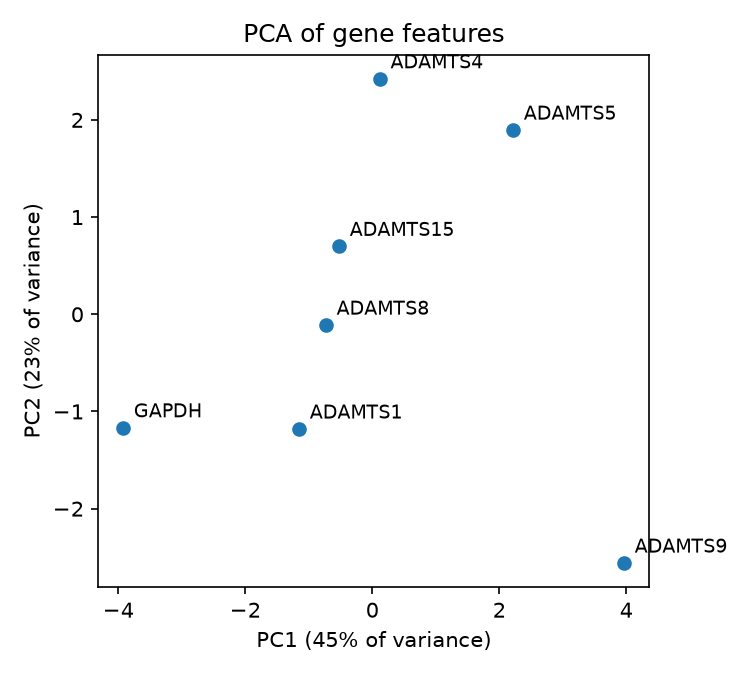 PCA of gene features
ADAMTS4
ADAMTS5
ADAMTS15
ADAMTS8
GAPDH
ADAMTS1
ADAMTS9
2
1
0
−1
−2
PC2 (23% of variance)
−4 −2 0 2 4
PC1 (45% of variance)